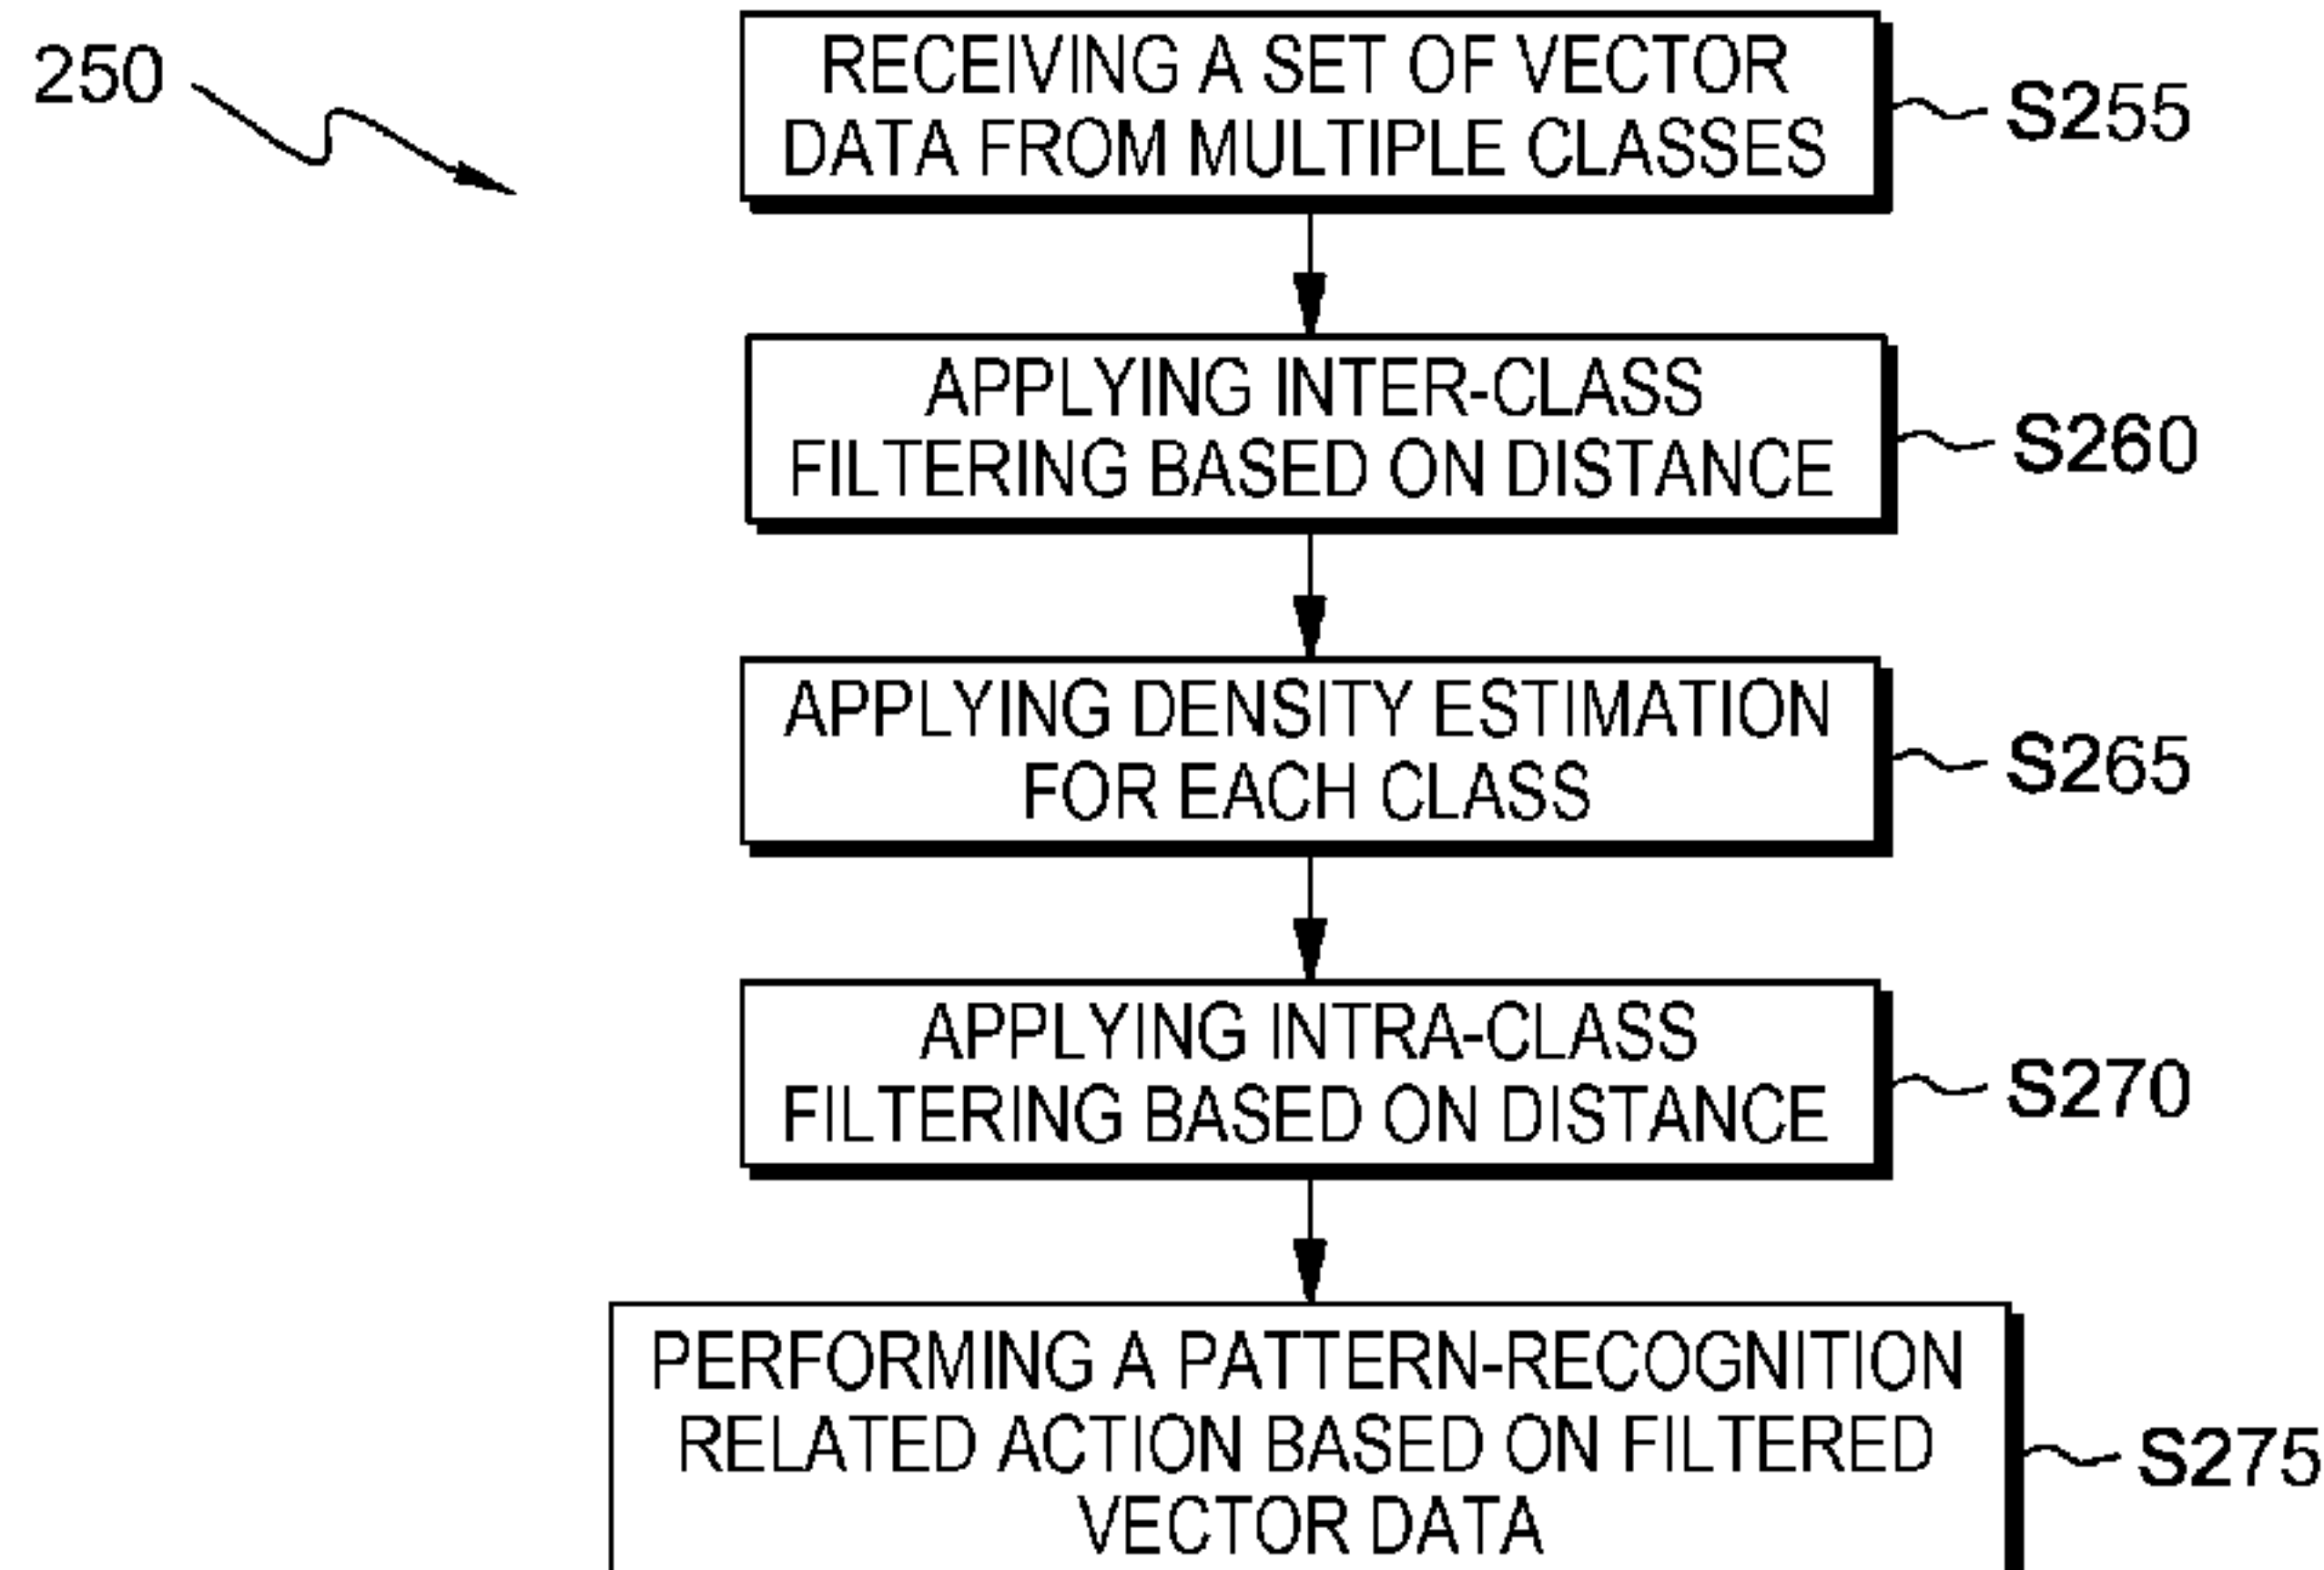 250
RECEIVING A SET OF VECTOR
DATA FROM MULTIPLE CLASSES
S255
APPLYING INTER-CLASS
FILTERING BASED ON DISTANCE
S260
APPLYING DENSITY ESTIMATION
FOR EACH CLASS
S265
APPLYING INTRA-CLASS
FILTERING BASED ON DISTANCE
S270
PERFORMING A PATTERN-RECOGNITION
RELATED ACTION BASED ON FILTERED
VECTOR DATA
S275